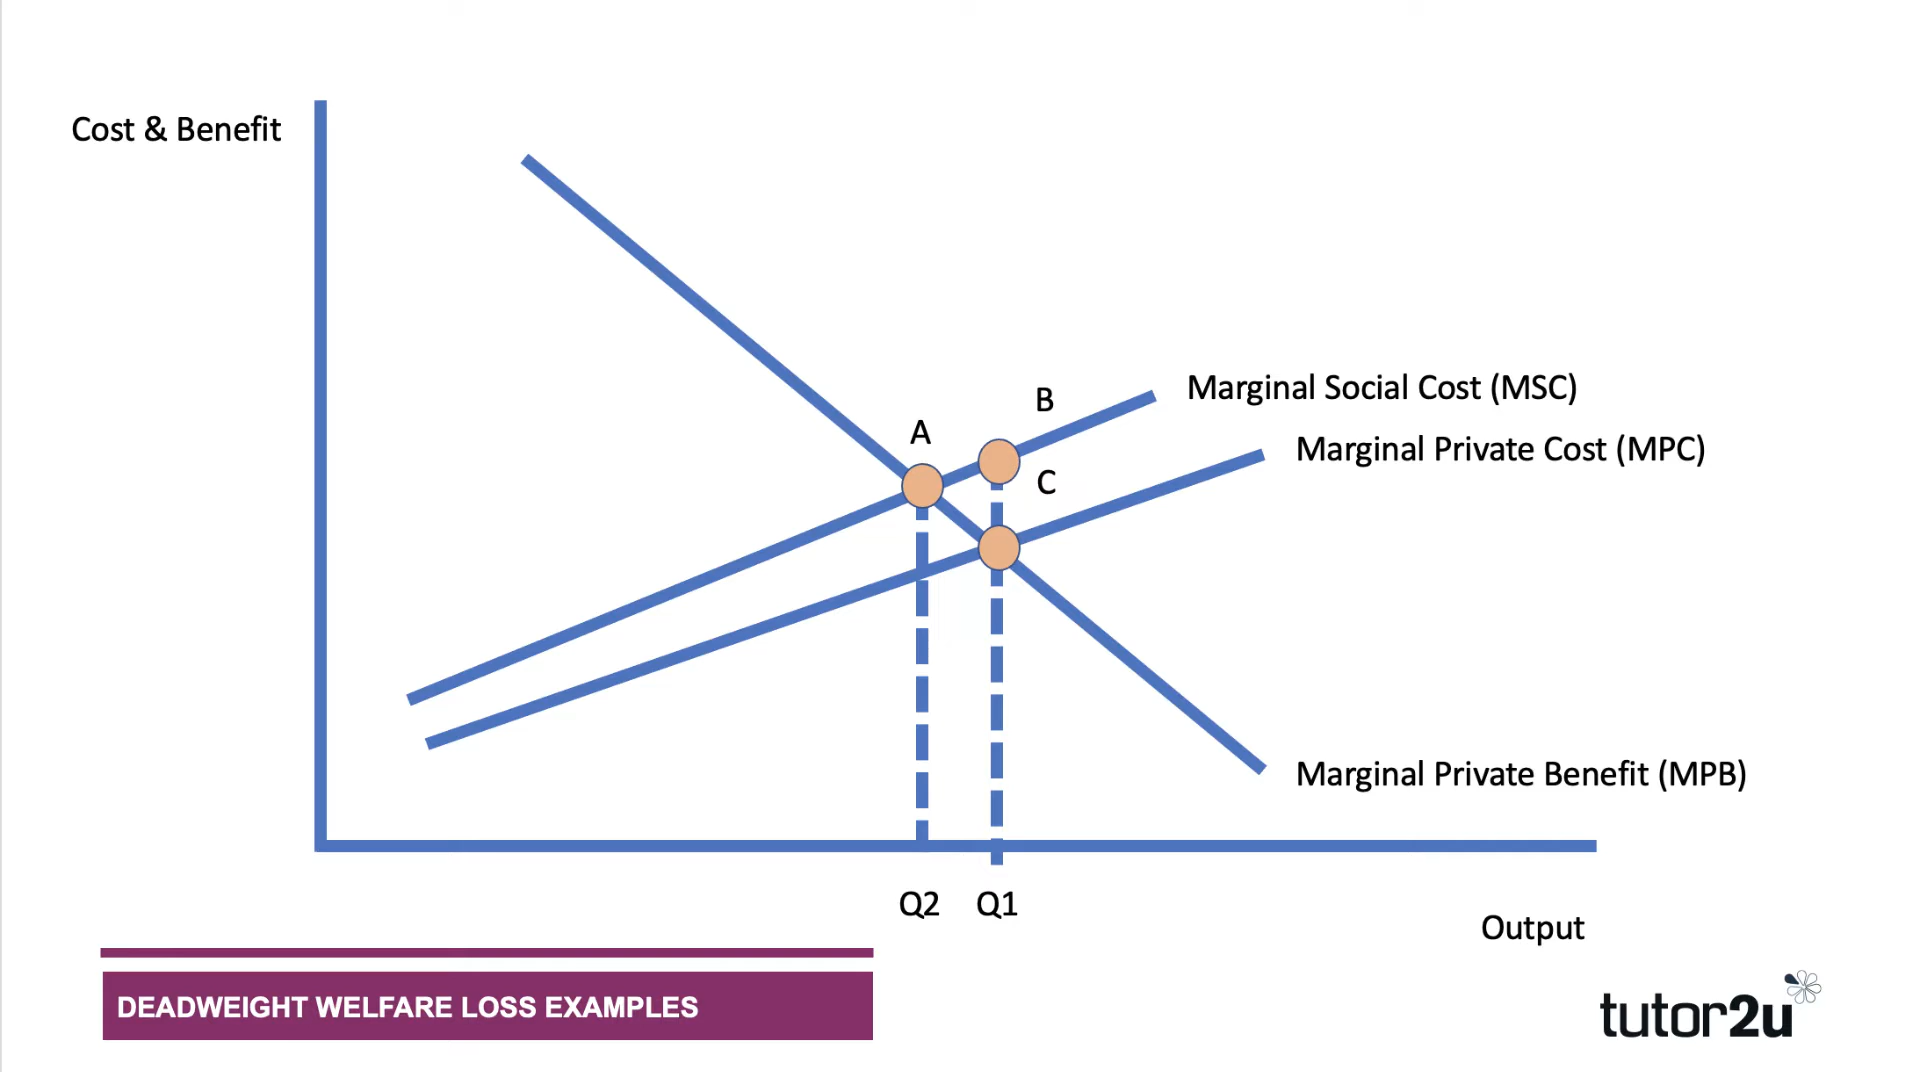 Cost & Benefit
Marginal Social Cost (MSC)
B
A
Marginal Private Cost (MPC)
C
Marginal Private Benefit (MPB)
Q2
Q1
Output
DEADWEIGHT WELFARE LOSS EXAMPLES
tutor2u